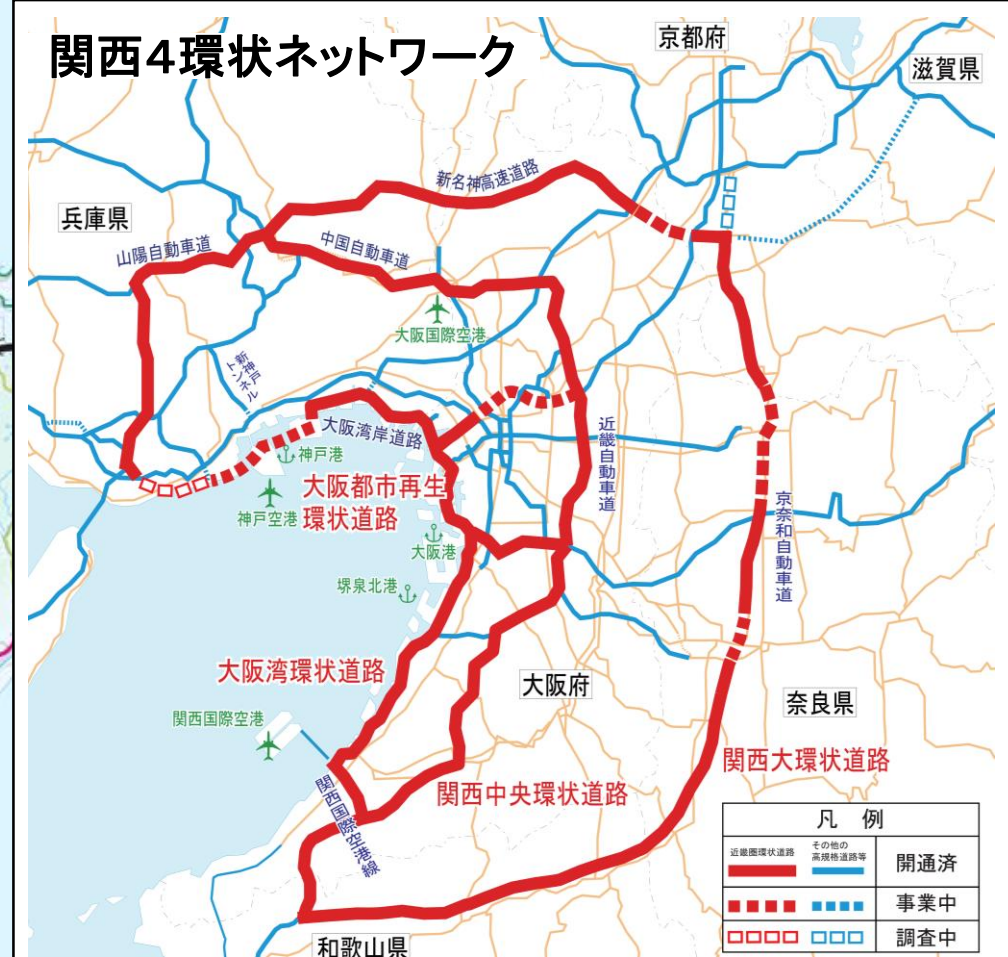 関西4環状ネットワーク
京都府
滋賀県
兵庫県
新名神高速道路
山陽自動車道
中国自動車道
大阪国際空港
新神戸
トンネル
大阪湾岸道路
近畿自動車道
神戸港
大阪都市再生
環状道路
神戸空港
大阪港
京奈和自動車道
堺泉北港
大阪湾環状道路
大阪府
奈良県
関西国際空港
関西大環状道路
関西中央環状道路
関西国際空港線
和歌山県
凡 例
近畿圏環状道路
その他の
高規格道路等
開通済
事業中
調査中